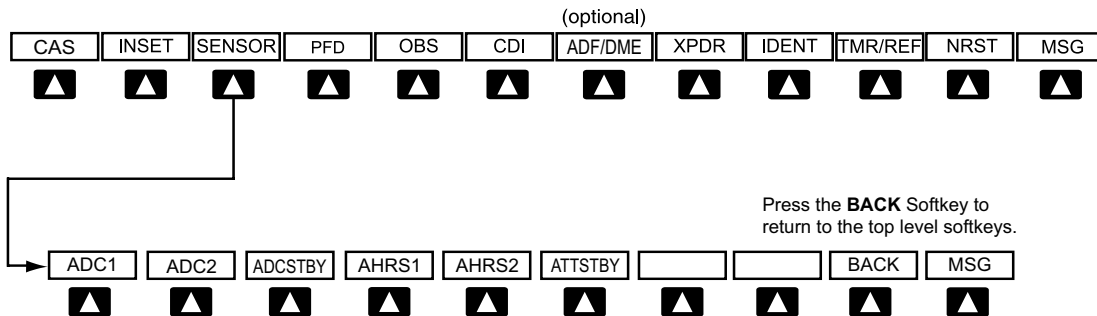 (optional)
CAS INSET SENSOR PFD OBS CDI ADF/DME XPDR IDENT TMR/REF NRST MSG
Press the BACK Softkey to
return to the top level softkeys.
ADC1 ADC2 ADCSTBY AHRS1 AHRS2 ATTSTBY BACK MSG